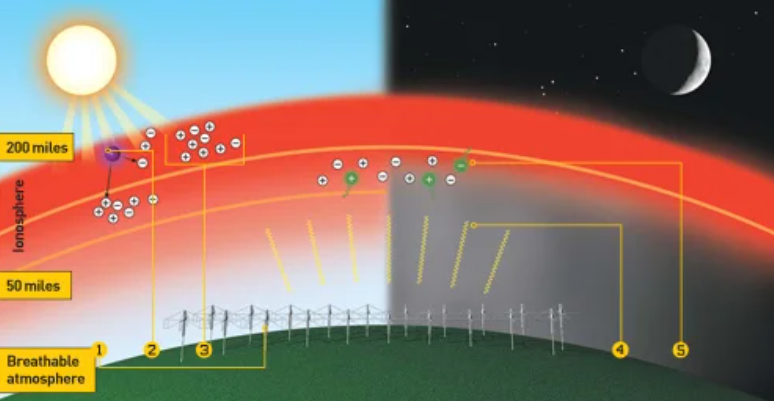 200 miles
Ionosphere
50 miles
Breathable
atmosphere
1
2
3
4
5